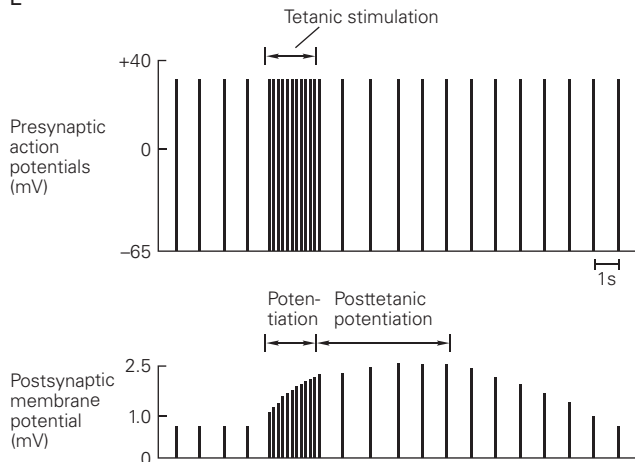 E
Tetanic stimulation
+40
Presynaptic
action
potentials
(mV)
0
–65
1s
Poten-
tiation
Posttetanic
potentiation
2.5
Postsynaptic
membrane
potential
(mV)
1.0
0